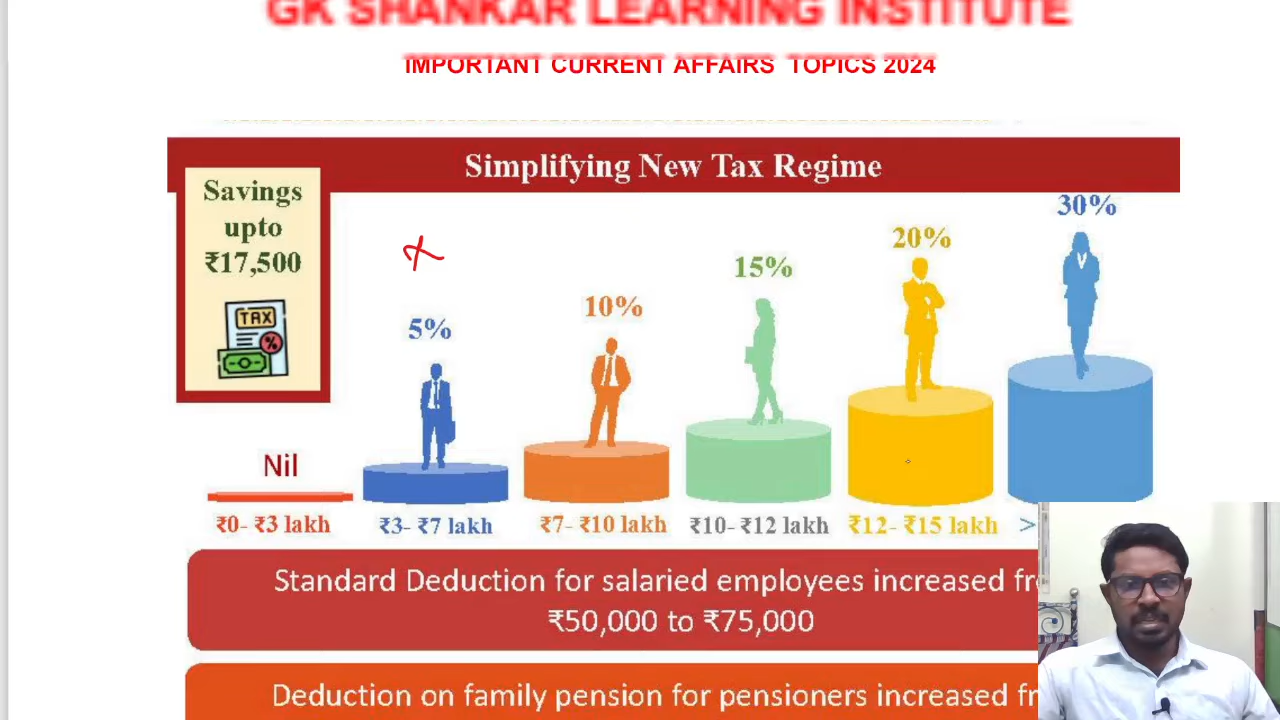 GK SHANKAR LEARNING INSTITUTE
IMPORTANT CURRENT AFFAIRS TOPICS 2024
Simplifying New Tax Regime
Savings
upto
₹17,500
TAX
%
5%
10%
15%
20%
30%
Nil
₹0- ₹3 lakh
₹3- ₹7 lakh
₹7- ₹10 lakh
₹10- ₹12 lakh
₹12- ₹15 lakh
>
Standard Deduction for salaried employees increased
₹50,000 to ₹75,000
Deduction on family pension for pensioners increased